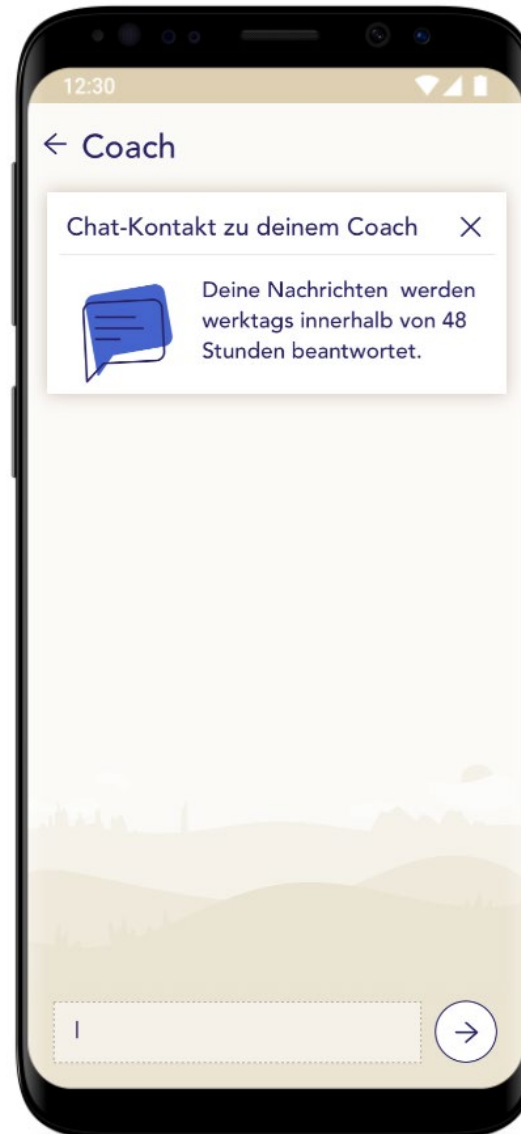 12:30
Coach
Chat-Kontakt zu deinem Coach
Deine Nachrichten werden
werktags innerhalb von 48
Stunden beantwortet.